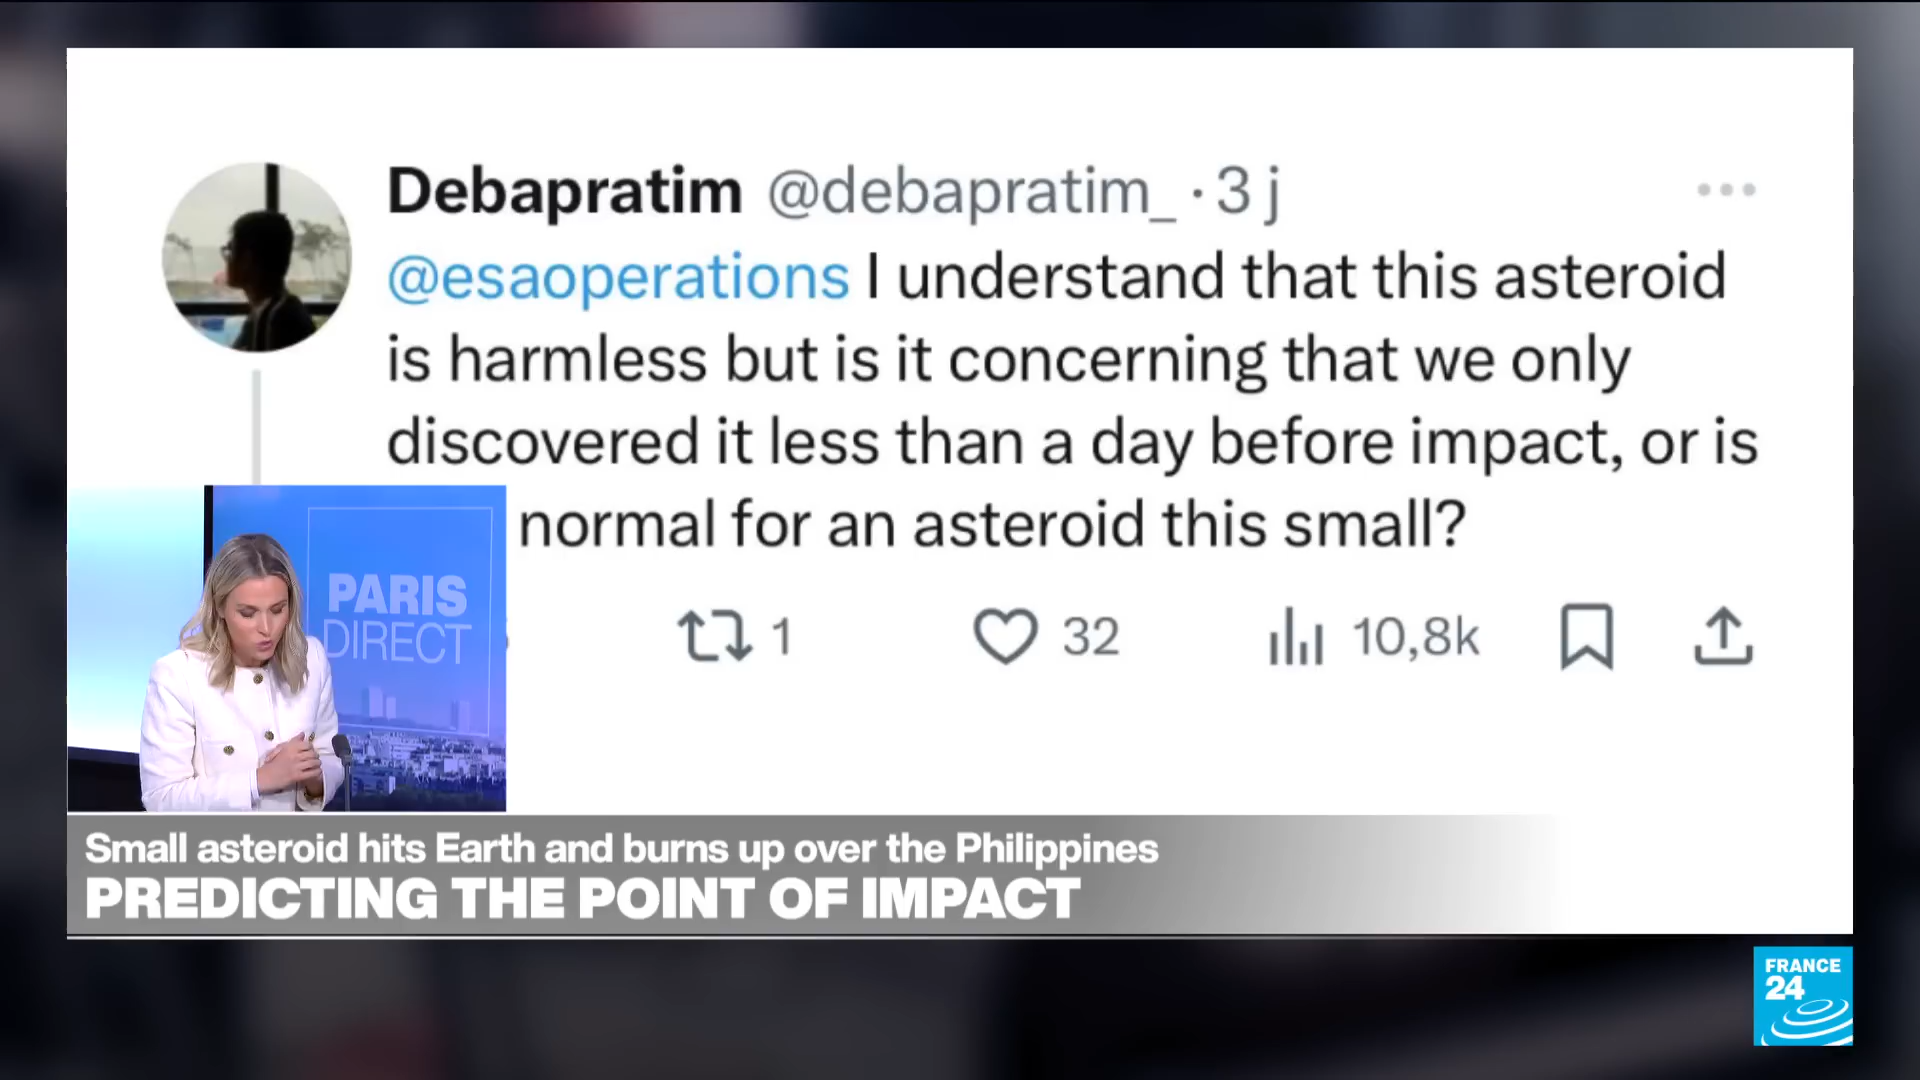 Debapratim @debapratim_ · 3 j
@esaoperations I understand that this asteroid
is harmless but is it concerning that we only
discovered it less than a day before impact, or is
normal for an asteroid this small?
1 32 10,8k
PARIS
DIRECT
Small asteroid hits Earth and burns up over the Philippines
PREDICTING THE POINT OF IMPACT
FRANCE
24